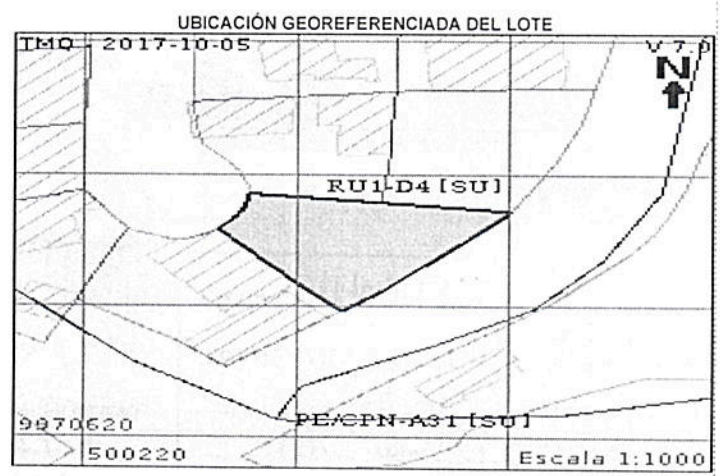 UBICACIÓN GEOREFERENCIADA DEL LOTE
TMQ - 2017-10-05
V 7.0
N
RU1-D4 [SU]
PE/CPN-A31 [SU]
9970620
500220
Escala 1:1000